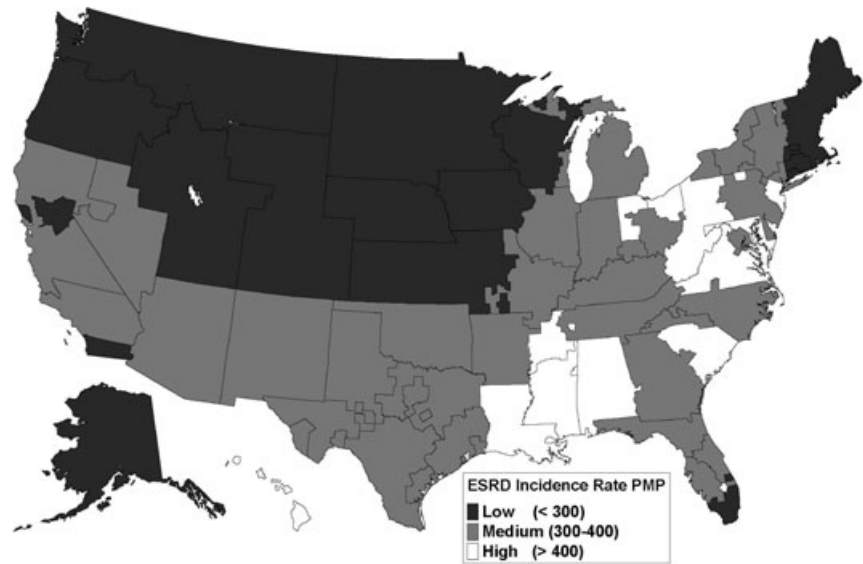 ESRD Incidence Rate PMP
Low (< 300)
Medium (300-400)
High (> 400)